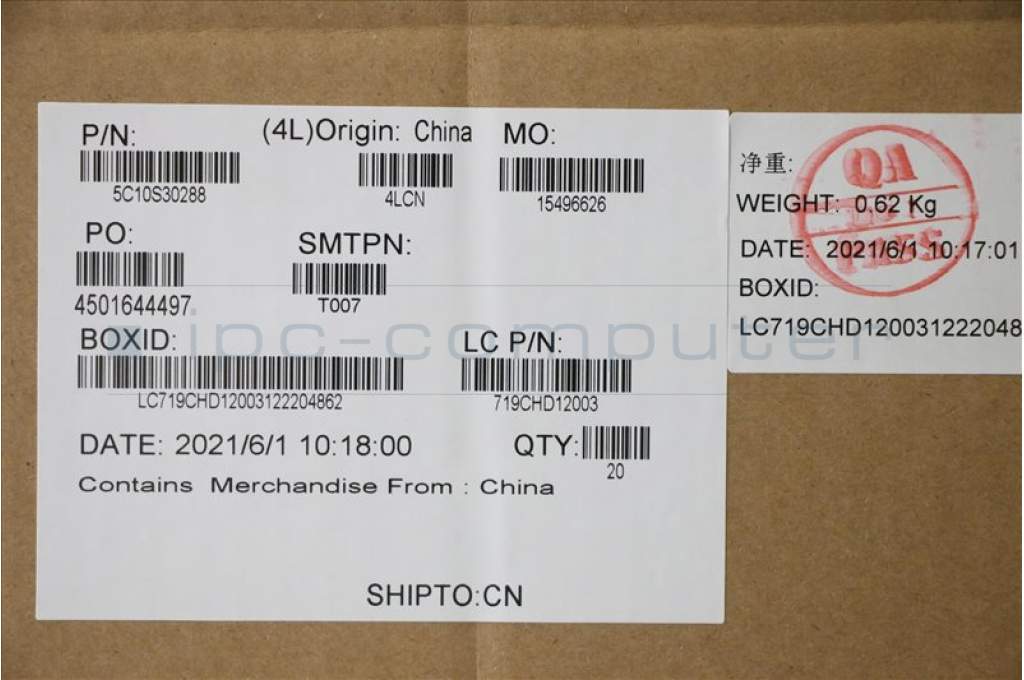 P/N: (4L)Origin: China MO:
5C10S30288 4LCN 15496626
PO: SMTPN:
4501644497 T007
BOXID: LC P/N:
LC719CHD12003122204862 719CHD12003
DATE: 2021/6/1 10:18:00 QTY: 20
Contains Merchandise From : China
SHIPTO:CN
净重:
WEIGHT: 0.62 Kg
DATE: 2021/6/1 10:17:01
BOXID:
LC719CHD120031222048
QA
PASS
ipc-computer